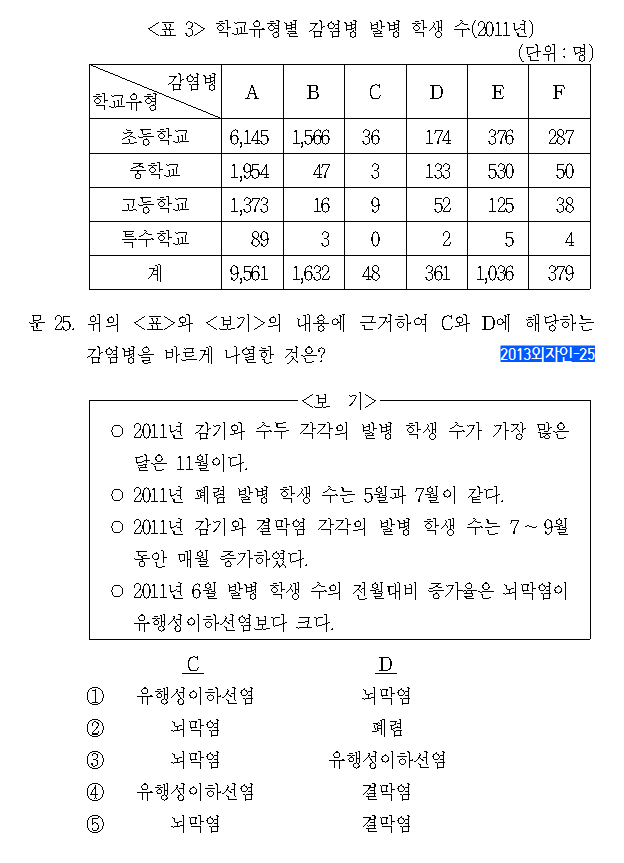 <표 3> 학교유형별 감염병 발병 학생 수(2011년)
(단위 : 명)
감염병
학교유형
A B C D E F
초등학교 6,145 1,566 36 174 376 287
중학교 1,954 47 3 133 530 50
고등학교 1,373 16 9 52 125 38
특수학교 89 3 0 2 5 4
계 9,561 1,632 48 361 1,036 379
문 25. 위의 <표>와 <보기>의 내용에 근거하여 C와 D에 해당하는
감염병을 바르게 나열한 것은?
2013외자인-25
<보 기>
○ 2011년 감기와 수두 각각의 발병 학생 수가 가장 많은
달은 11월이다.
○ 2011년 폐렴 발병 학생 수는 5월과 7월이 같다.
○ 2011년 감기와 결막염 각각의 발병 학생 수는 7～9월
동안 매월 증가하였다.
○ 2011년 6월 발병 학생 수의 전월대비 증가율은 뇌막염이
유행성이하선염보다 크다.
C D
① 유행성이하선염 뇌막염
② 뇌막염 폐렴
③ 뇌막염 유행성이하선염
④ 유행성이하선염 결막염
⑤ 뇌막염 결막염